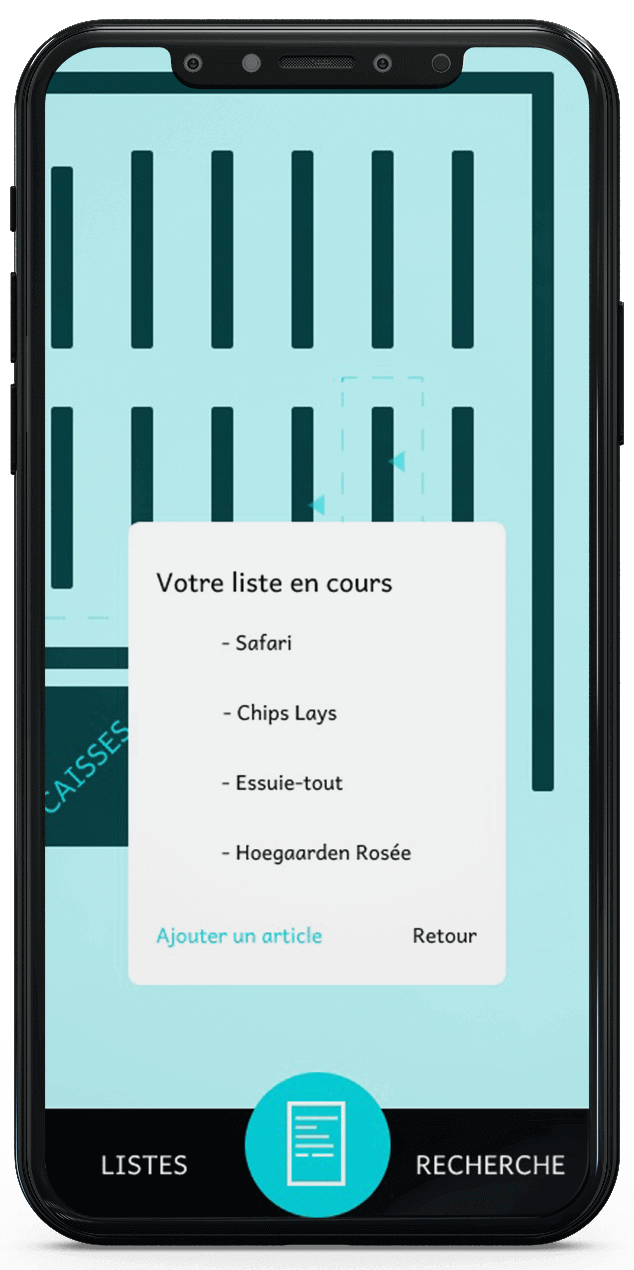 CAISSES
Votre liste en cours
- Safari
- Chips Lays
- Essuie-tout
- Hoegaarden Rosée
Ajouter un article
Retour
LISTES
RECHERCHE